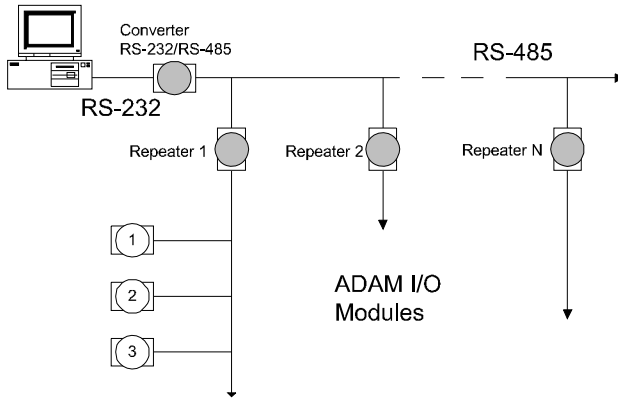 Converter
RS-232/RS-485
RS-485
RS-232
Repeater 1
Repeater 2
Repeater N
1
2
3
ADAM I/O
Modules